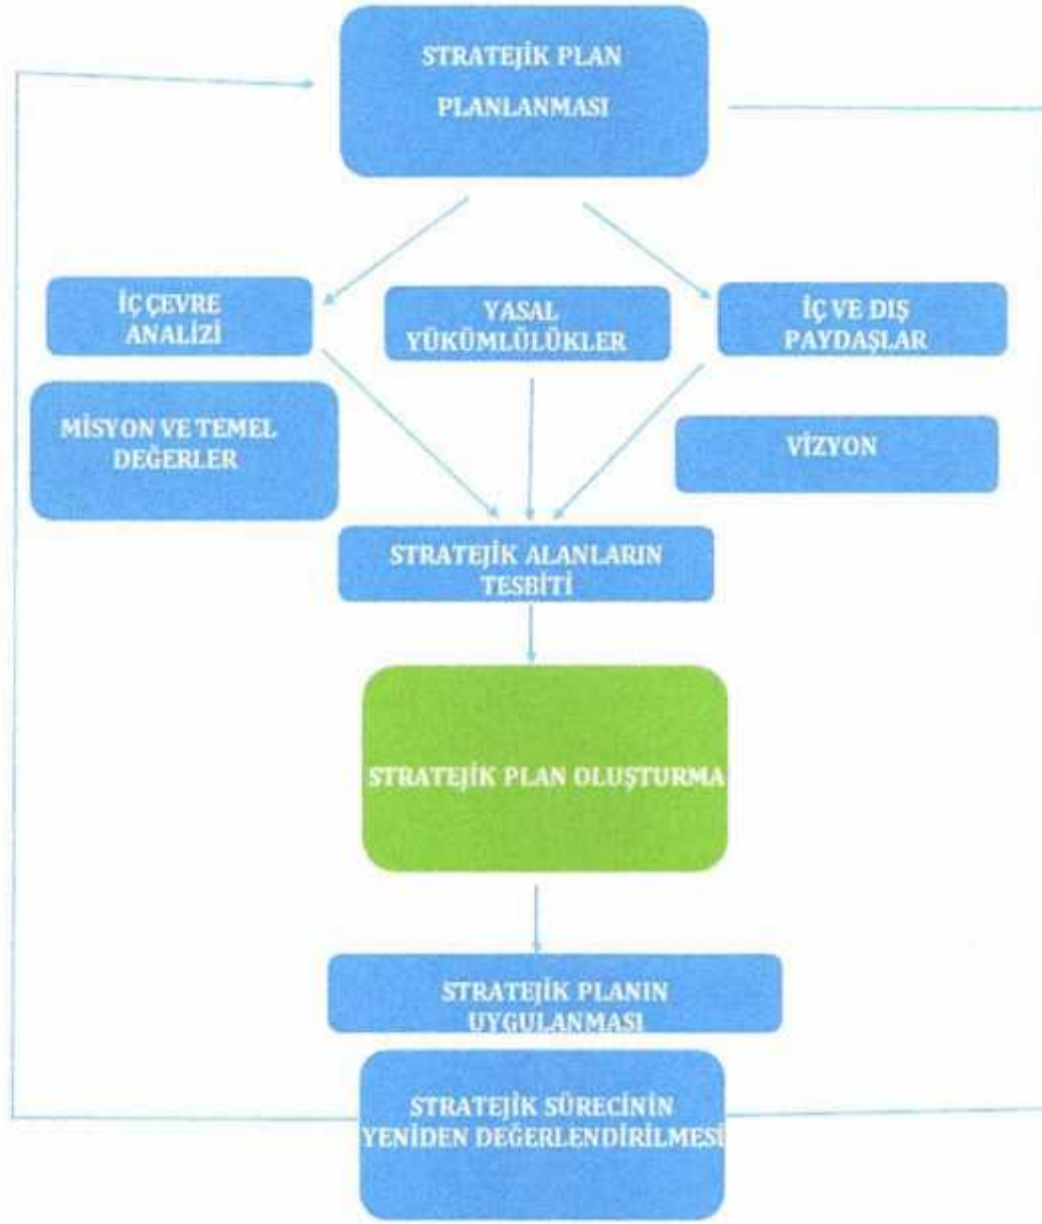 STRATEJİK PLAN
PLANLANMASI
İÇ ÇEVRE
ANALİZİ
YASAL
YÜKÜMLÜLÜKLER
İÇ VE DIŞ
PAYDAŞLAR
MİSYON VE TEMEL
DEĞERLER
VİZYON
STRATEJİK ALANLARIN
TESBİTİ
STRATEJİK PLAN OLUŞTURMA
STRATEJİK PLANIN
UYGULANMASI
STRATEJİK SÜRECİNİN
YENİDEN DEĞERLENDİRİLMESİ